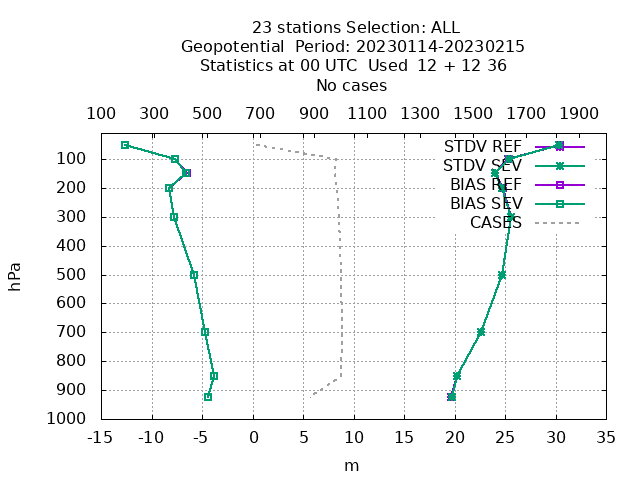 23 stations Selection: ALL
Geopotential  Period: 20230114-20230215
Statistics at 00 UTC  Used  12 + 12 36
No cases
100 300 500 700 900 1100 1300 1500 1700 1900
STDV REF
STDV SEV
BIAS REF
BIAS SEV
CASES
100
200
300
400
500
600
700
800
900
1000
hPa
-15 -10 -5 0 5 10 15 20 25 30 35
m